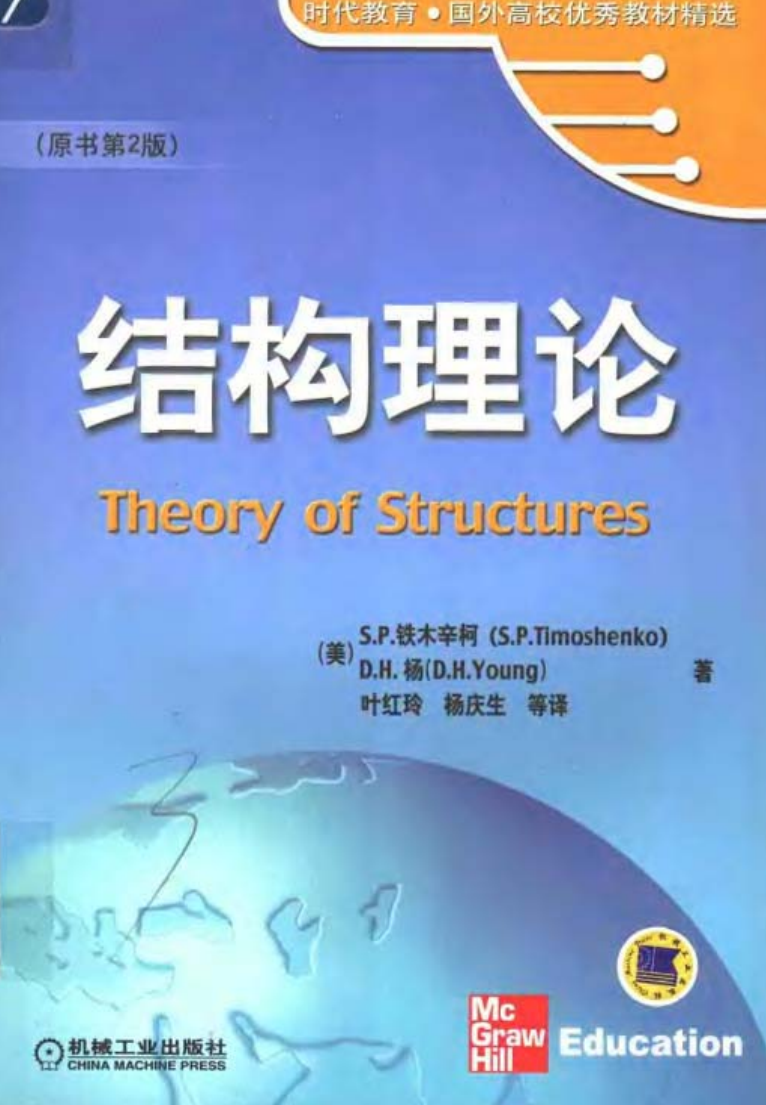 时代教育·国外高校优秀教材精选
(原书第2版)
结构理论
Theory of Structures
(美)
S.P.铁木辛柯 (S.P.Timoshenko)
D.H. 杨(D.H.Young)
著
叶红玲 杨庆生 等译
机械工业出版社
CHINA MACHINE PRESS
Mc
Graw
Hill
Education